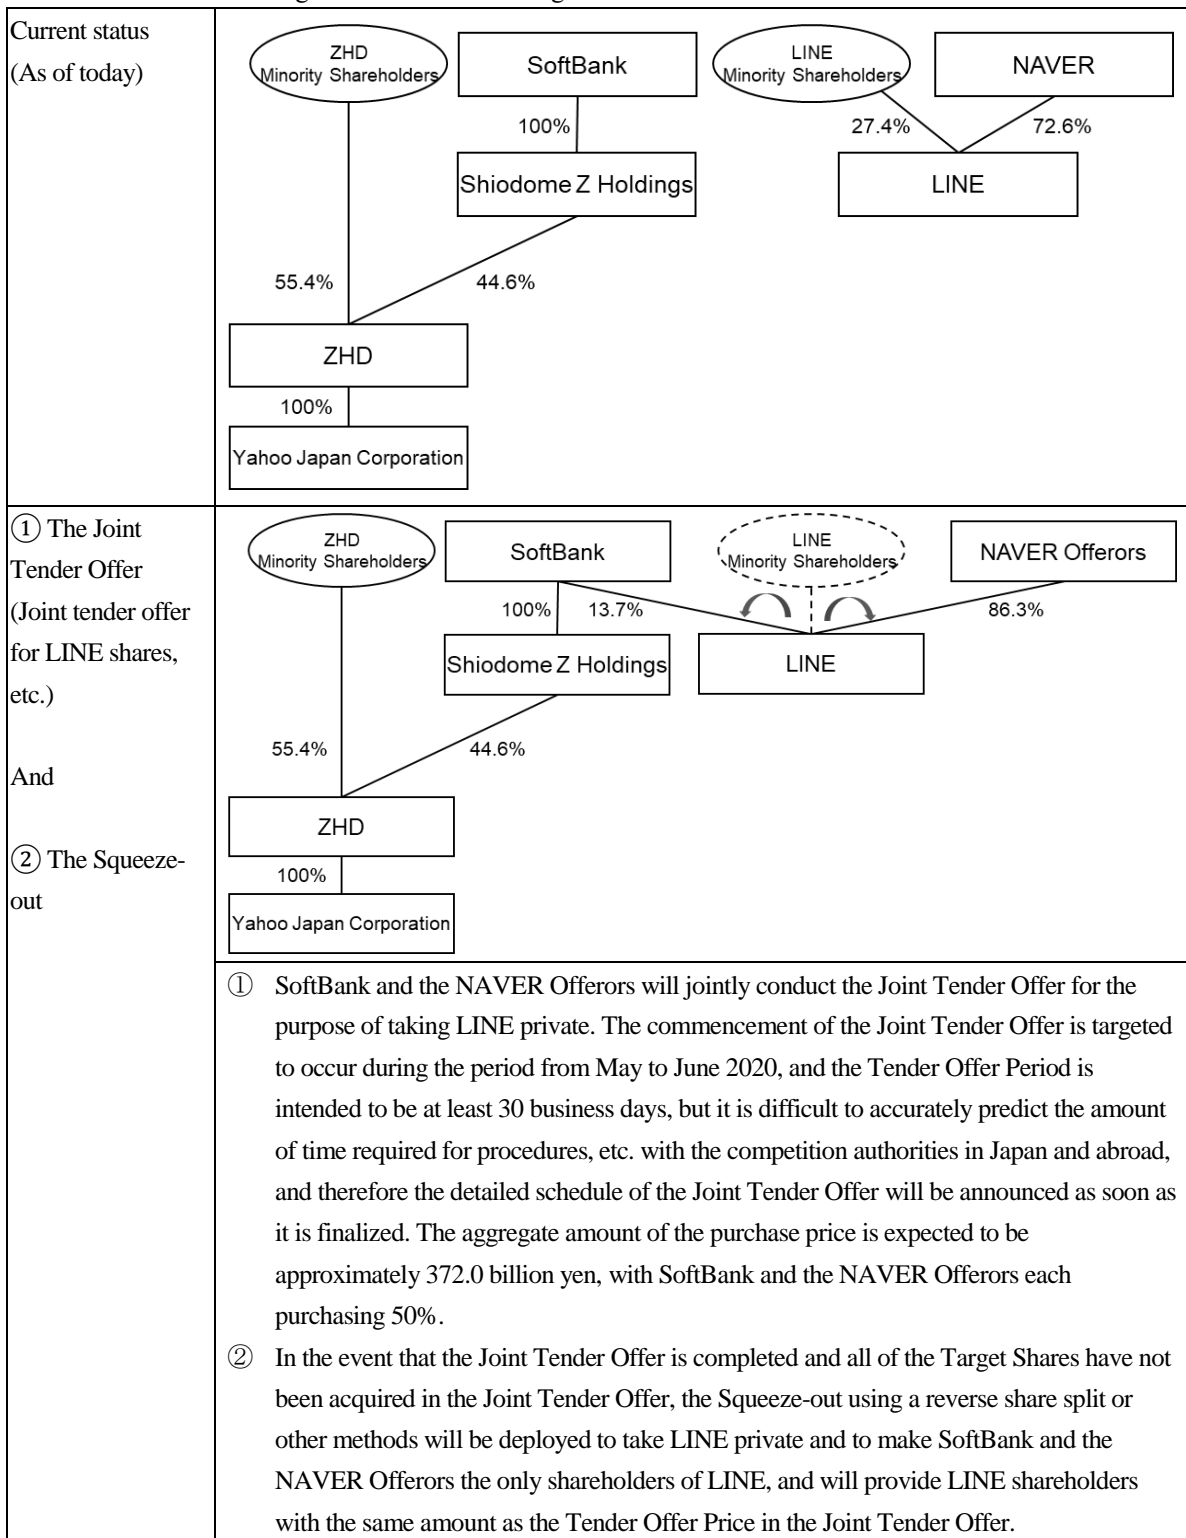 Current status
(As of today)
ZHD
Minority Shareholders
SoftBank
LINE
Minority Shareholders
NAVER
100%
27.4%
72.6%
Shiodome Z Holdings
LINE
55.4%
44.6%
ZHD
100%
Yahoo Japan Corporation
① The Joint
Tender Offer
(Joint tender offer
for LINE shares,
etc.)
And
② The Squeeze-
out
ZHD
Minority Shareholders
SoftBank
LINE
Minority Shareholders
NAVER Offerors
100%
13.7%
86.3%
Shiodome Z Holdings
LINE
55.4%
44.6%
ZHD
100%
Yahoo Japan Corporation
① SoftBank and the NAVER Offerors will jointly conduct the Joint Tender Offer for the
purpose of taking LINE private. The commencement of the Joint Tender Offer is targeted
to occur during the period from May to June 2020, and the Tender Offer Period is
intended to be at least 30 business days, but it is difficult to accurately predict the amount
of time required for procedures, etc. with the competition authorities in Japan and abroad,
and therefore the detailed schedule of the Joint Tender Offer will be announced as soon as
it is finalized. The aggregate amount of the purchase price is expected to be
approximately 372.0 billion yen, with SoftBank and the NAVER Offerors each
purchasing 50%.
② In the event that the Joint Tender Offer is completed and all of the Target Shares have not
been acquired in the Joint Tender Offer, the Squeeze-out using a reverse share split or
other methods will be deployed to take LINE private and to make SoftBank and the
NAVER Offerors the only shareholders of LINE, and will provide LINE shareholders
with the same amount as the Tender Offer Price in the Joint Tender Offer.